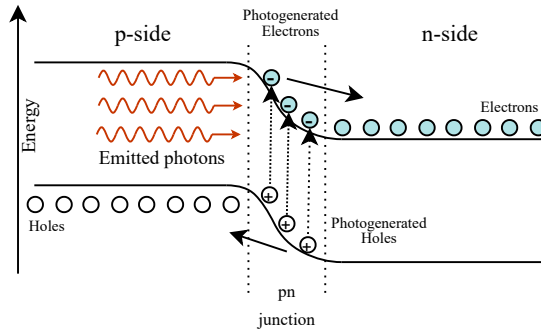 Photogenerated
Electrons
p-side
n-side
Energy
-
-
-
Electrons
Emitted photons
+
+
+
Holes
Photogenerated
Holes
pn
junction